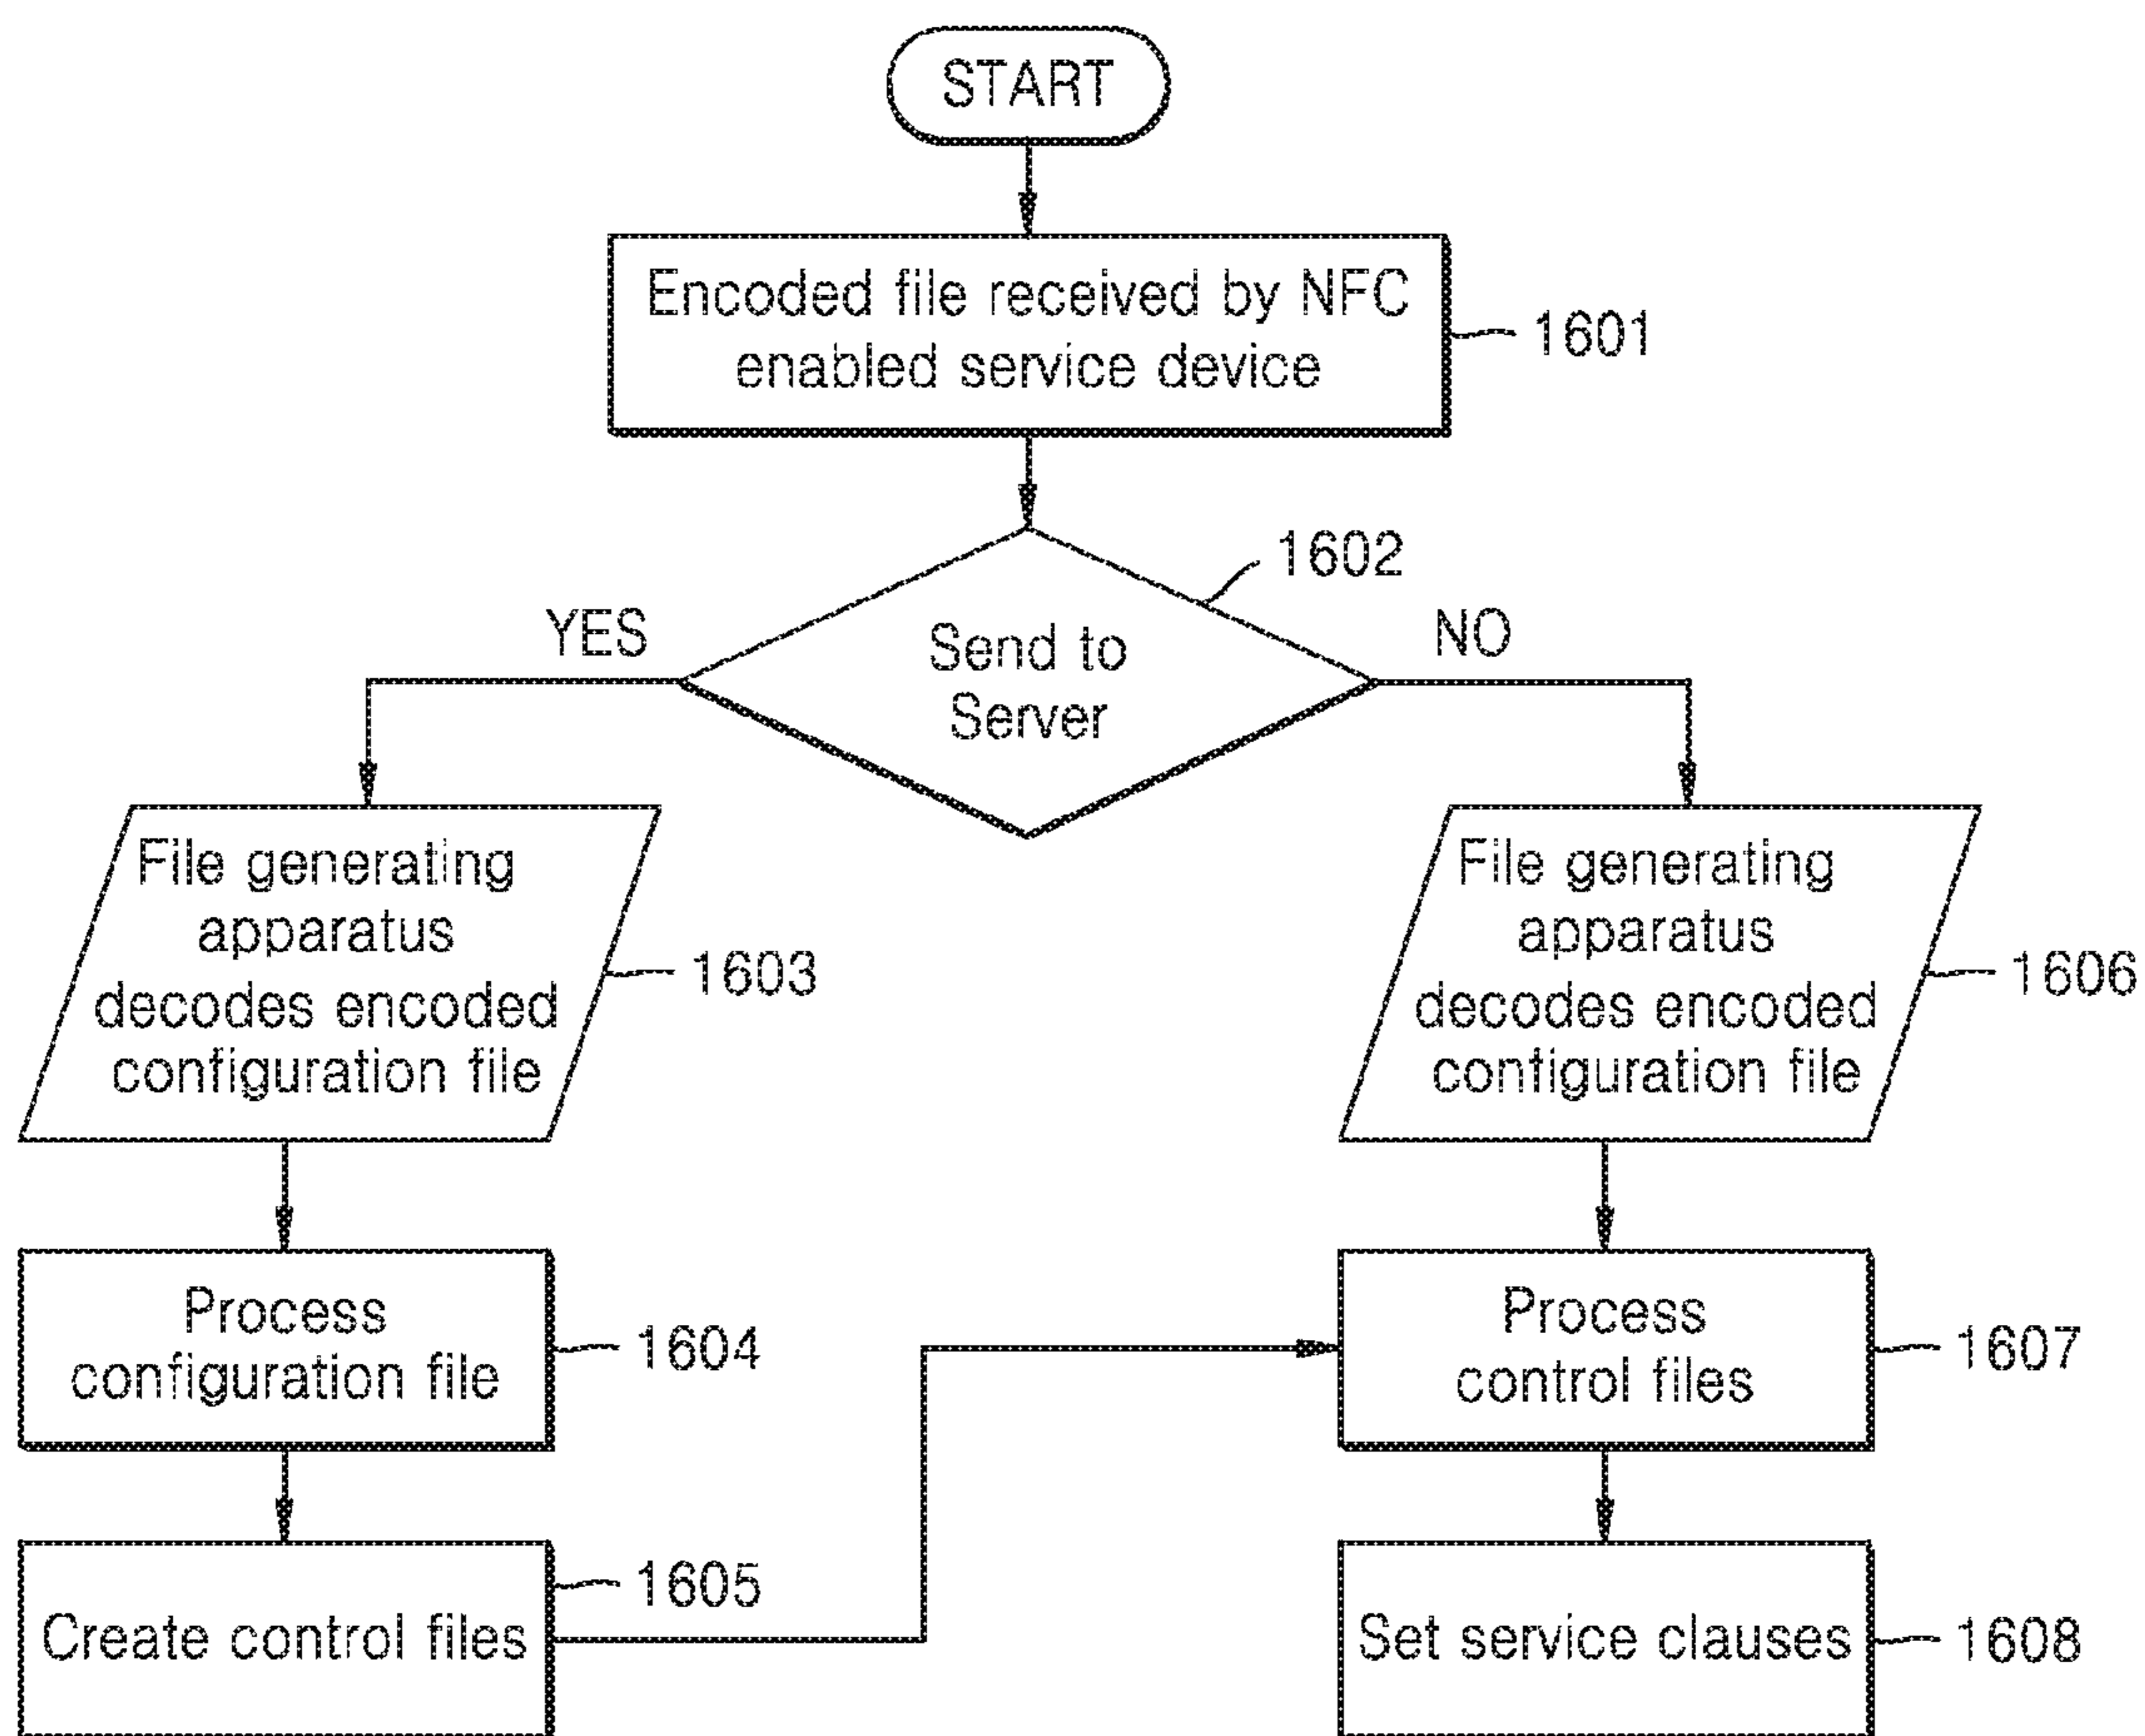 START
Encoded file received by NFC
enabled service device
1601
1602
YES
NO
Send to
Server
File generating
apparatus
decodes encoded
configuration file
1603
File generating
apparatus
decodes encoded
configuration file
1606
Process
configuration file
1604
Process
control files
1607
Create control files
1605
Set service clauses
1608